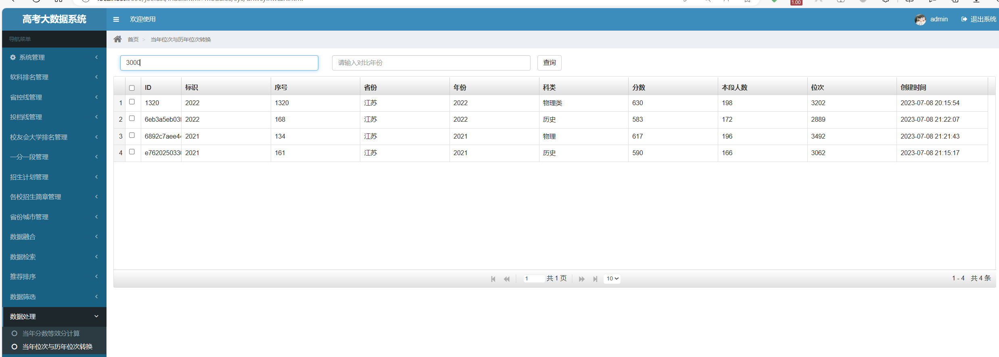 1.00
高考大数据系统
欢迎使用
admin
退出系统
导航菜单
首页 > 当年位次与历年位次转换
系统管理
软科排名管理
省控线管理
投档线管理
校友会大学排名管理
一分一段管理
招生计划管理
各校招生简章管理
省份城市管理
数据融合
数据检索
推荐排序
数据筛选
数据处理
当年分数等效分计算
当年位次与历年位次转换
3000
请输入对比年份
查询
ID 标识 序号 省份 年份 科类 分数 本段人数 位次 创建时间
1 1320 2022 1320 江苏 2022 物理类 630 198 3202 2023-07-08 20:15:54
2 6eb3a5eb03f 2022 168 江苏 2022 历史 583 172 2889 2023-07-08 21:22:07
3 6892c7aee44 2021 134 江苏 2021 物理 617 196 3492 2023-07-08 21:21:43
4 e7620250330 2021 161 江苏 2021 历史 590 166 3062 2023-07-08 21:15:17
1 共 1 页
10
1 - 4 共 4 条